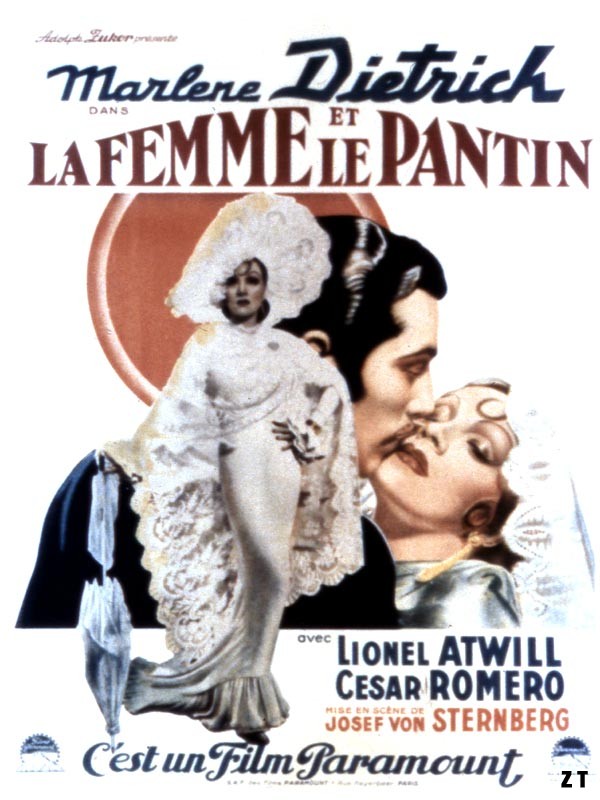 Adolph Zukor présente
Marlene Dietrich
DANS
LA FEMME ET LE PANTIN
avec LIONEL ATWILL
CESAR ROMERO
MISE EN SCÈNE DE
JOSEF VON STERNBERG
C'est un Film Paramount
PARIS
ZT